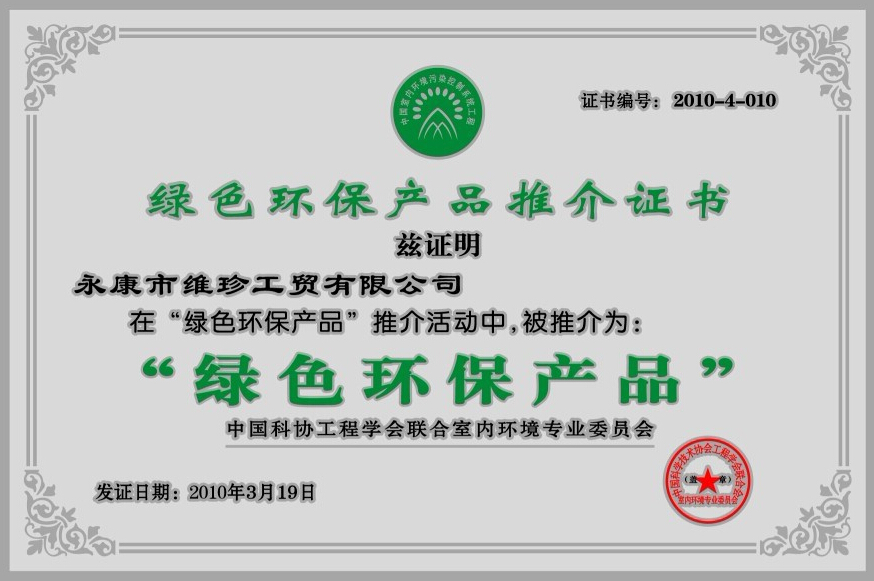 中国室内环境污染控制系统工程
证书编号：2010-4-010
绿色环保产品推介证书
兹证明
永康市维珍工贸有限公司
在“绿色环保产品”推介活动中,被推介为：
“绿色环保产品”
中国科协工程学会联合室内环境专业委员会
发证日期：2010年3月19日
中国科学技术协会工程学会联合会
（盖章）
室内环境专业委员会